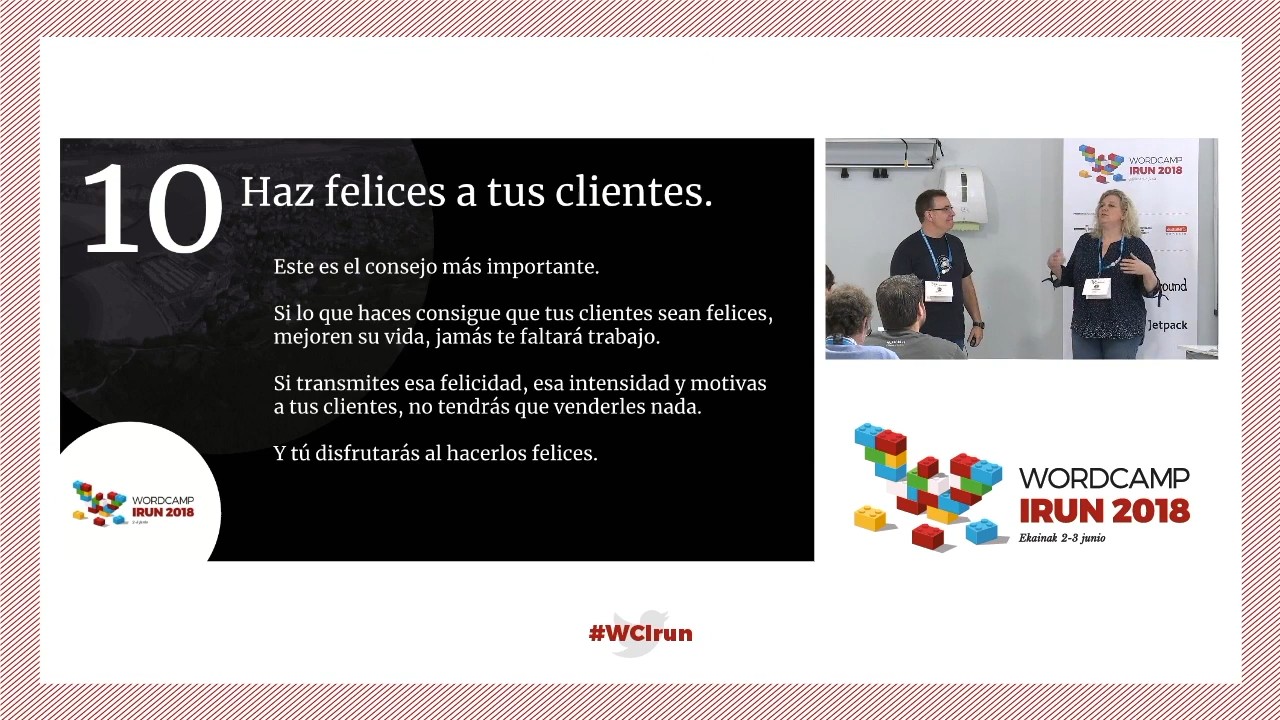 10
Haz felices a tus clientes.
Este es el consejo más importante.
Si lo que haces consigue que tus clientes sean felices,
mejoren su vida, jamás te faltará trabajo.
Si transmites esa felicidad, esa intensidad y motivas
a tus clientes, no tendrás que venderles nada.
Y tú disfrutarás al hacerlos felices.
WORDCAMP
IRUN 2018
2-3 junio
WORDCAMP
IRUN 2018
Jetpack
WORDCAMP
IRUN 2018
Ekainak 2-3 junio
#WCIrun